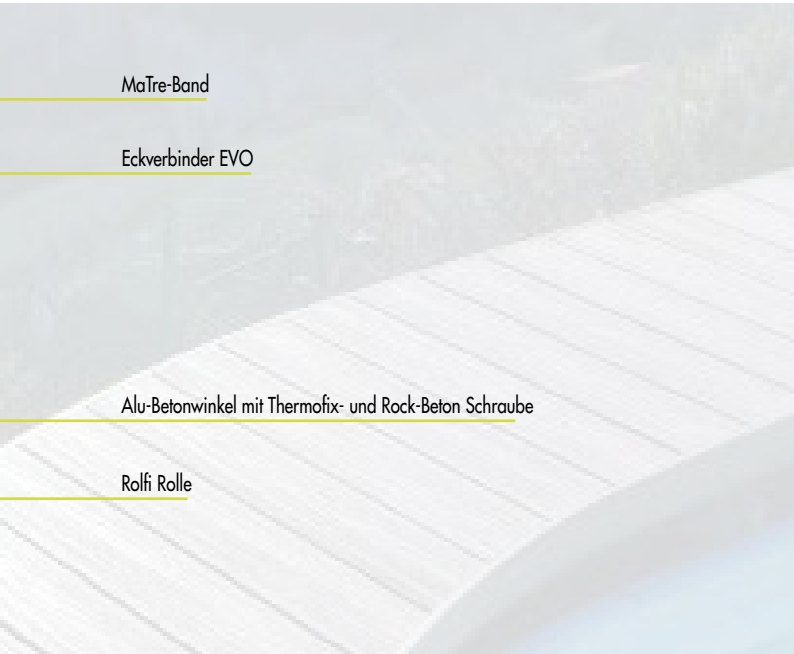 MaTre-Band
Eckverbinder EVO
Alu-Betonwinkel mit Thermofix- und Rock-Beton Schraube
Rolfi Rolle